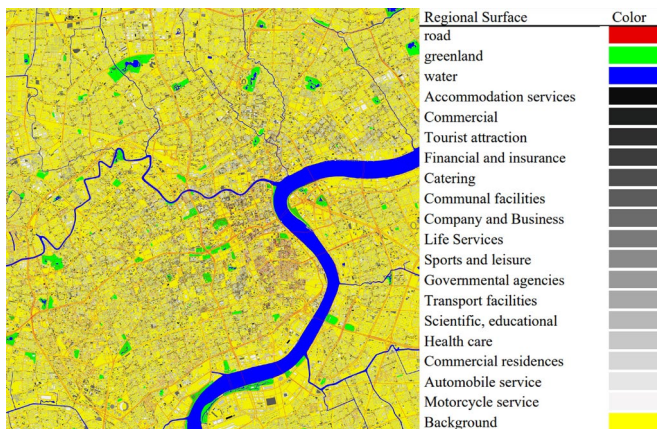 Regional Surface Color
road
greenland
water
Accommodation services
Commercial
Tourist attraction
Financial and insurance
Catering
Communal facilities
Company and Business
Life Services
Sports and leisure
Governmental agencies
Transport facilities
Scientific, educational
Health care
Commercial residences
Automobile service
Motorcycle service
Background